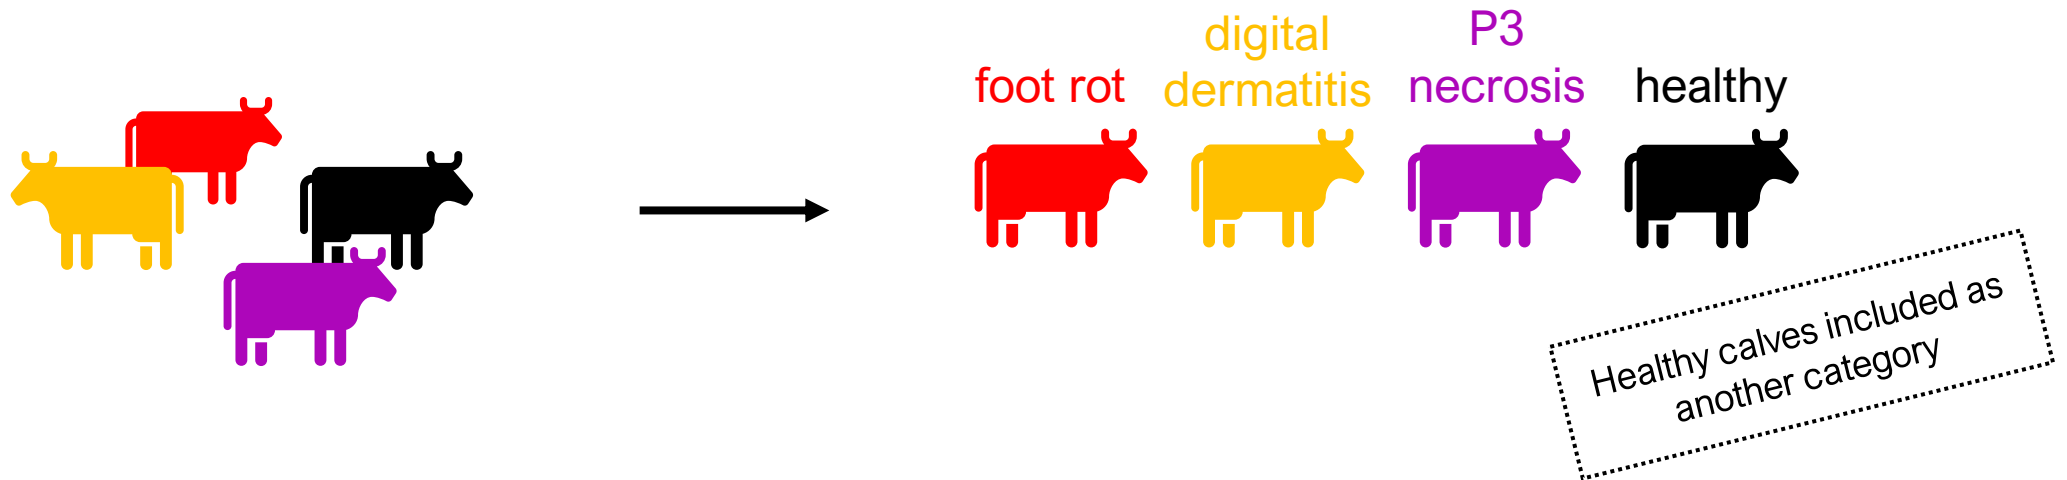 foot rot
digital
dermatitis
P3
necrosis
healthy
Healthy calves included as
another category